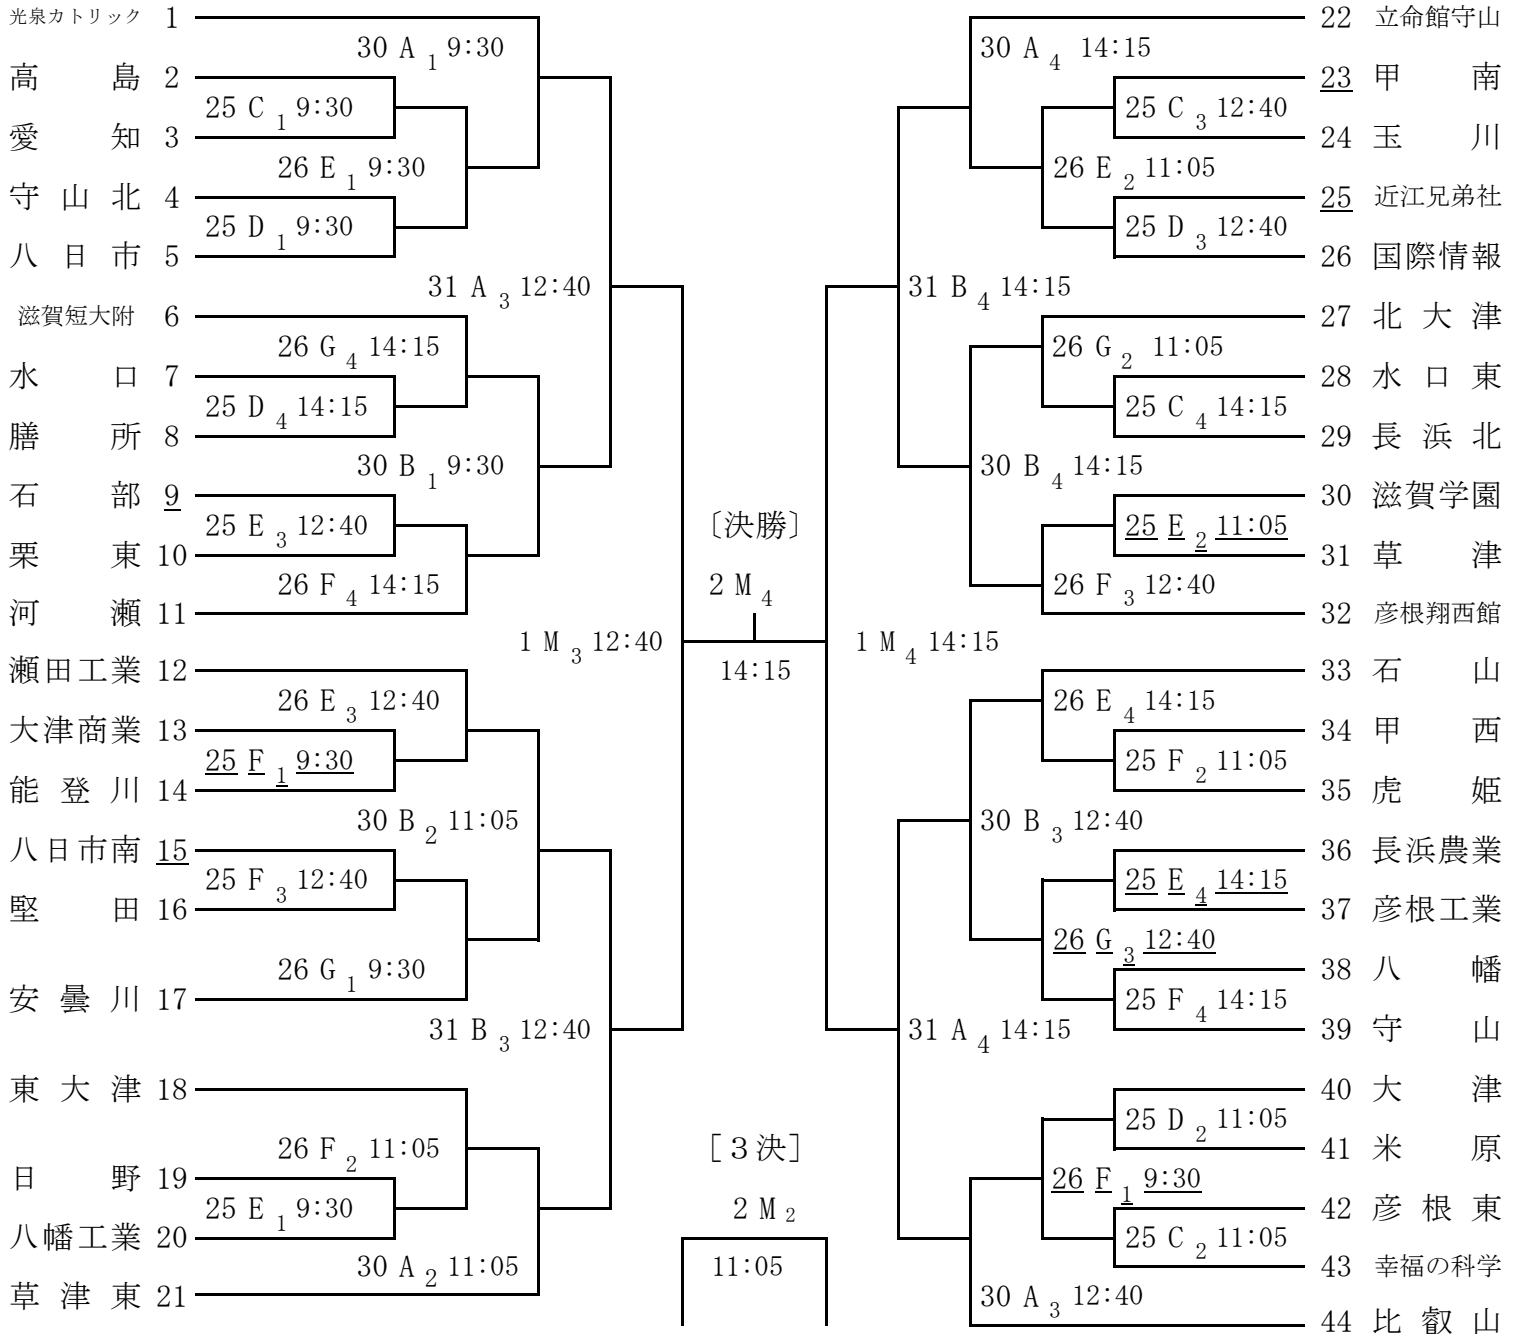 光泉カトリック 1
30 A 1 9:30
高島 2
25 C 1 9:30
愛知 3
26 E 1 9:30
守山北 4
25 D 1 9:30
八日市 5
31 A 3 12:40
滋賀短大附 6
26 G 4 14:15
水口 7
25 D 4 14:15
膳所 8
30 B 1 9:30
石部 9
25 E 3 12:40
栗東 10
26 F 4 14:15
河瀬 11
1 M 3 12:40
瀬田工業 12
26 E 3 12:40
大津商業 13
25 F 1 9:30
能登川 14
30 B 2 11:05
八日市南 15
25 F 3 12:40
堅田 16
26 G 1 9:30
安曇川 17
31 B 3 12:40
東大津 18
26 F 2 11:05
日野 19
25 E 1 9:30
八幡工業 20
30 A 2 11:05
草津東 21
〔決勝〕
2 M 4
14:15
［３決］
2 M 2
11:05
22 立命館守山
30 A 4 14:15
23 甲南
25 C 3 12:40
24 玉川
26 E 2 11:05
25 近江兄弟社
25 D 3 12:40
26 国際情報
31 B 4 14:15
27 北大津
26 G 2 11:05
28 水口東
25 C 4 14:15
29 長浜北
30 B 4 14:15
30 滋賀学園
25 E 2 11:05
31 草津
26 F 3 12:40
32 彦根翔西館
1 M 4 14:15
33 石山
26 E 4 14:15
34 甲西
25 F 2 11:05
35 虎姫
30 B 3 12:40
36 長浜農業
25 E 4 14:15
37 彦根工業
26 G 3 12:40
38 八幡
25 F 4 14:15
39 守山
31 A 4 14:15
40 大津
25 D 2 11:05
41 米原
26 F 1 9:30
42 彦根東
25 C 2 11:05
43 幸福の科学
30 A 3 12:40
44 比叡山